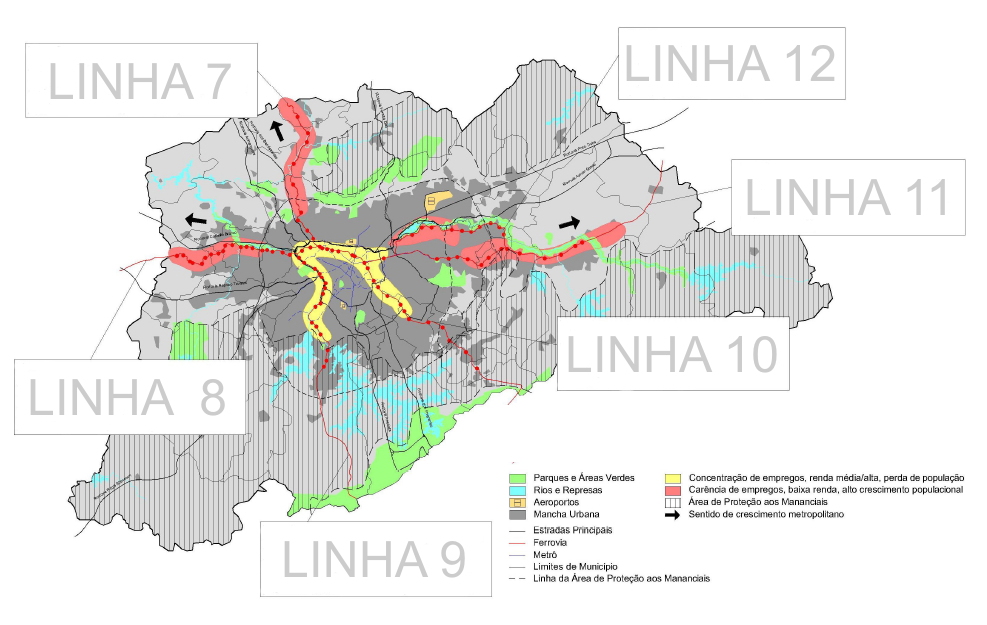 LINHA 7
LINHA 12
LINHA 11
LINHA 10
LINHA 8
LINHA 9
Parques e Áreas Verdes
Rios e Represas
Aeroportos
Mancha Urbana
Estradas Principais
Ferrovia
Metrô
Limites de Município
Linha da Área de Proteção aos Mananciais
Concentração de empregos, renda média/alta, perda de população
Carência de empregos, baixa renda, alto crescimento populacional
Área de Proteção aos Mananciais
Sentido de crescimento metropolitano